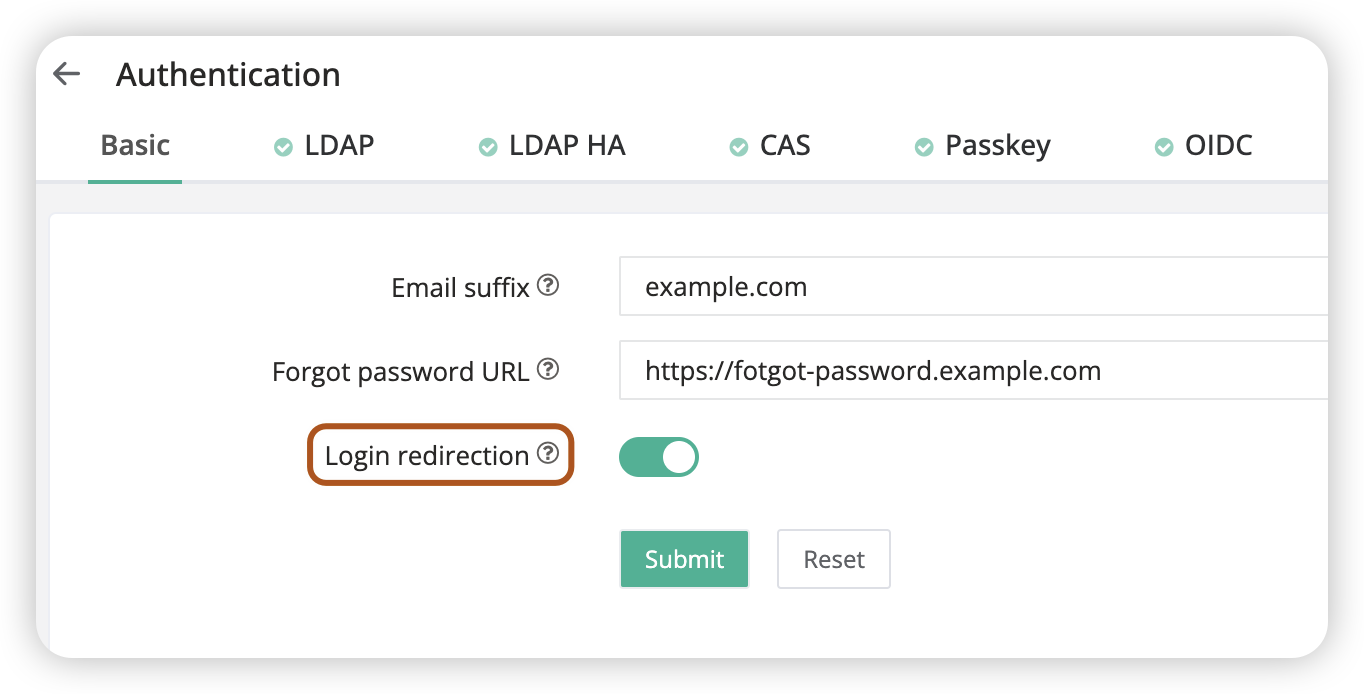 Authentication
Basic LDAP LDAP HA CAS Passkey OIDC
Email suffix ? example.com
Forgot password URL ? https://fotgot-password.example.com
Login redirection ?
Submit Reset